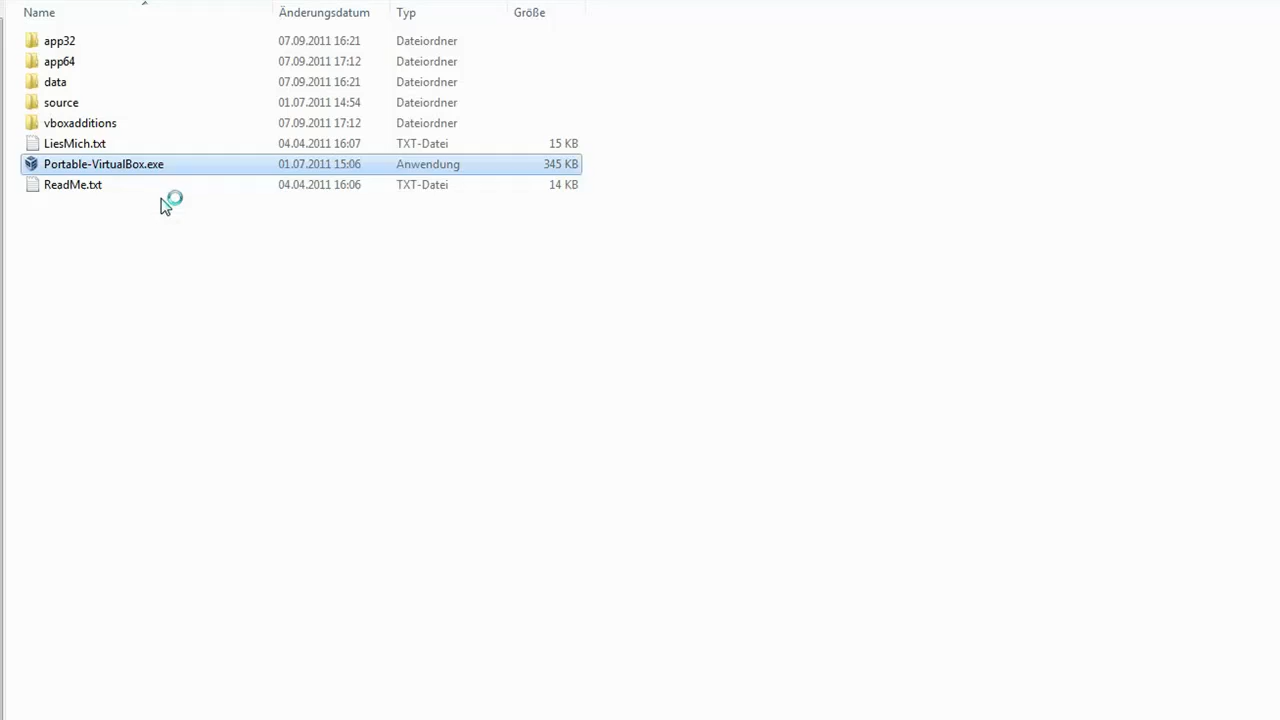 Name Änderungsdatum Typ Größe
app32 07.09.2011 16:21 Dateiordner
app64 07.09.2011 17:12 Dateiordner
data 07.09.2011 16:21 Dateiordner
source 01.07.2011 14:54 Dateiordner
vboxadditions 07.09.2011 17:12 Dateiordner
LiesMich.txt 04.04.2011 16:07 TXT-Datei 15 KB
Portable-VirtualBox.exe 01.07.2011 15:06 Anwendung 345 KB
ReadMe.txt 04.04.2011 16:06 TXT-Datei 14 KB